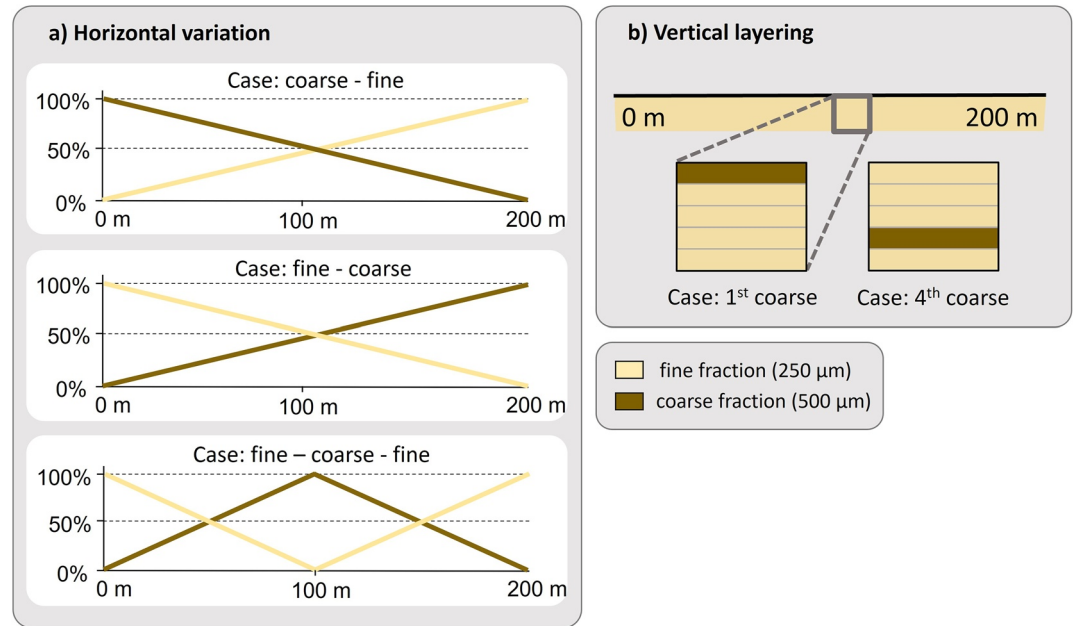 a) Horizontal variation
Case: coarse - fine
100%
50%
0%
0 m
100 m
200 m
Case: fine - coarse
100%
50%
0%
0 m
100 m
200 m
Case: fine – coarse - fine
100%
50%
0%
0 m
100 m
200 m
b) Vertical layering
0 m
200 m
Case: 1st coarse
Case: 4th coarse
fine fraction (250 µm)
coarse fraction (500 µm)